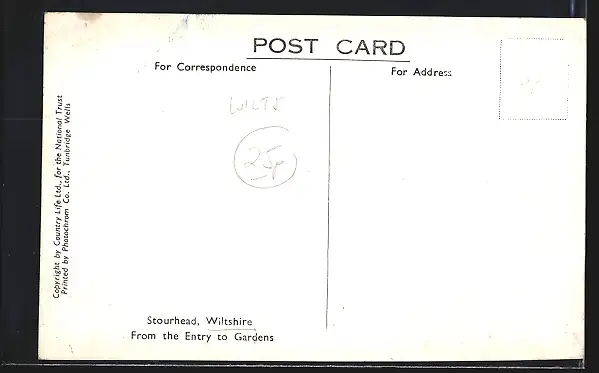 POST CARD
For Correspondence
For Address
WILTS
25p
Copyright by Country Life Ltd., for the National Trust
Printed by Photochrom Co. Ltd., Tunbridge Wells
Stourhead, Wiltshire
From the Entry to Gardens